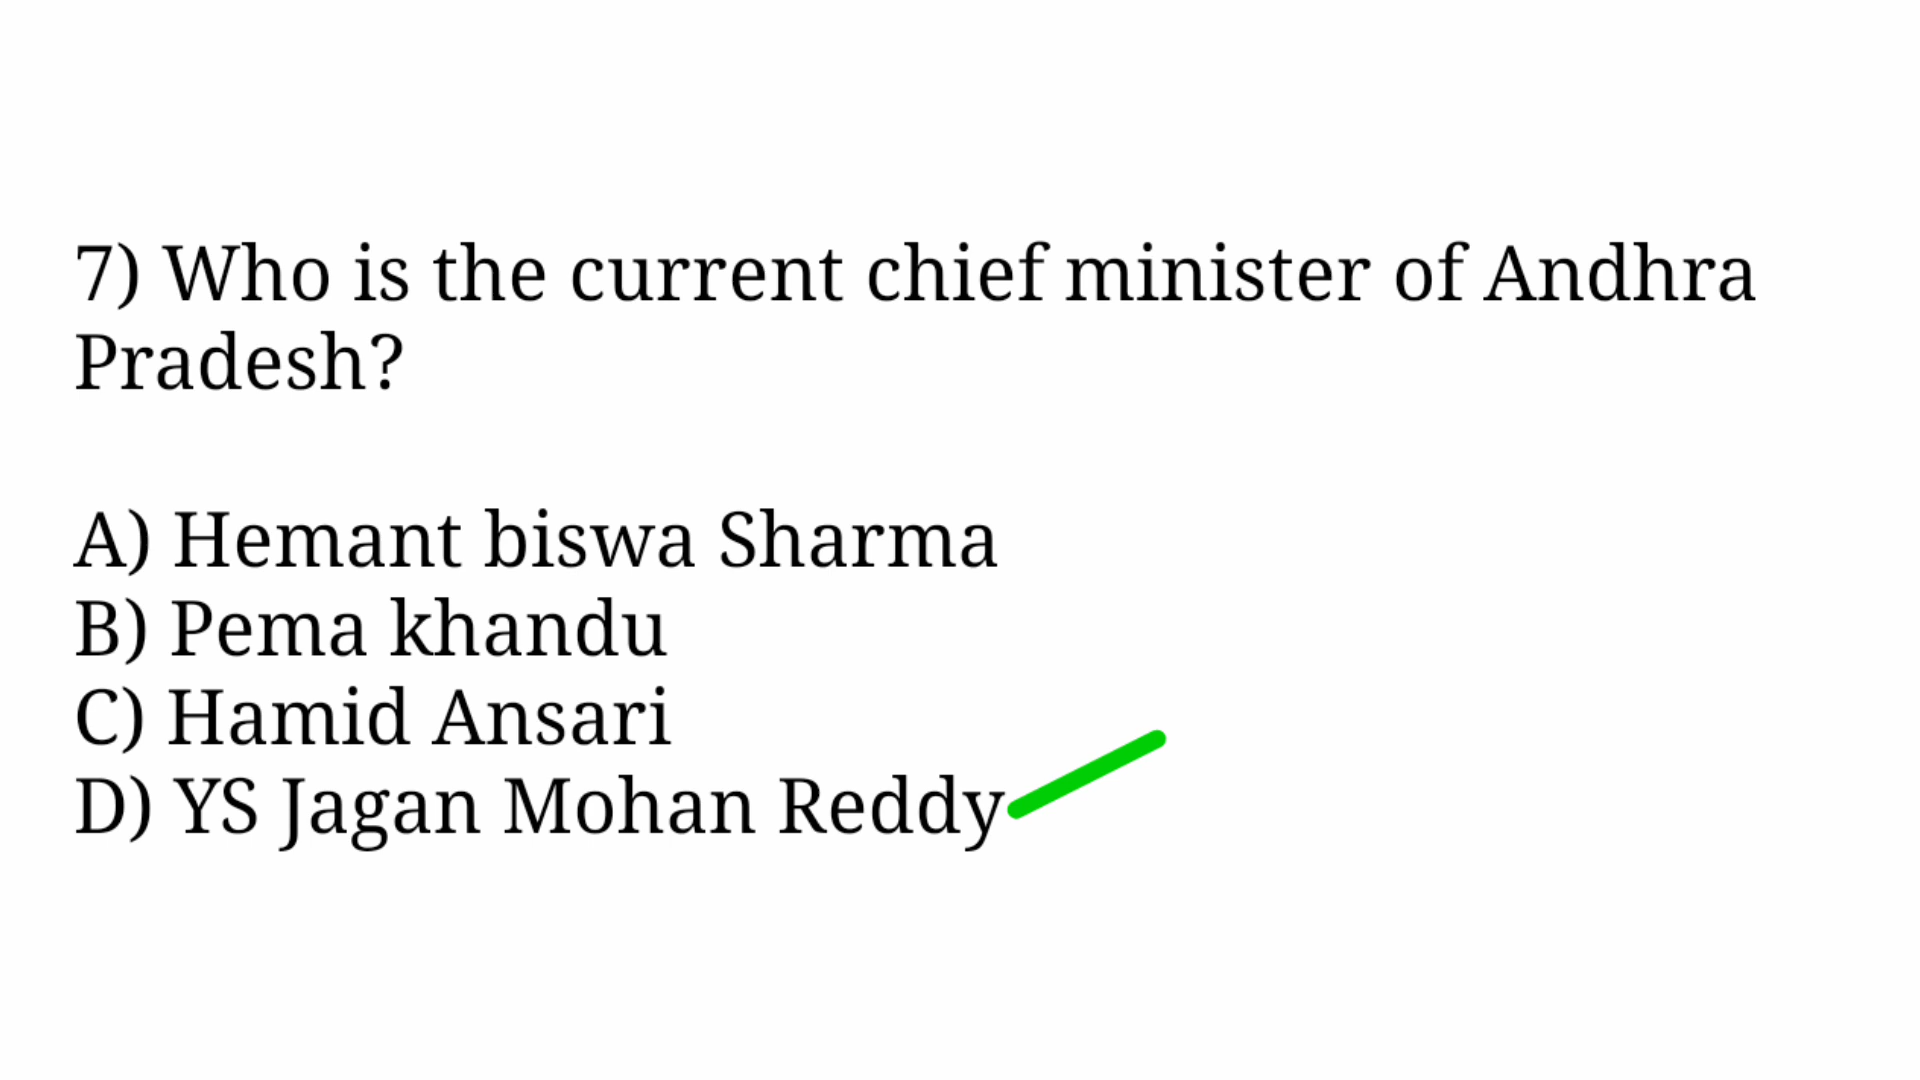 7) Who is the current chief minister of Andhra
Pradesh?
A) Hemant biswa Sharma
B) Pema khandu
C) Hamid Ansari
D) YS Jagan Mohan Reddy